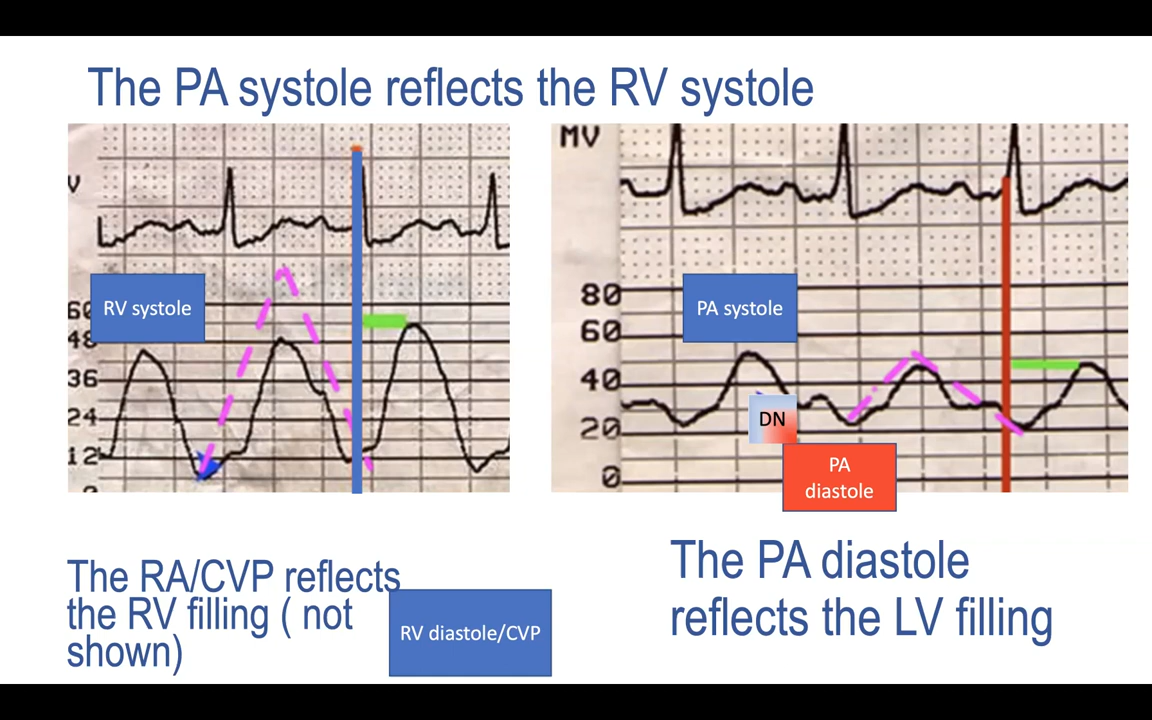 The PA systole reflects the RV systole
V
RV systole
60
48
36
24
12
MV
PA systole
80
60
40
20
0
DN
PA
diastole
The RA/CVP reflects
the RV filling ( not
shown)
RV diastole/CVP
The PA diastole
reflects the LV filling